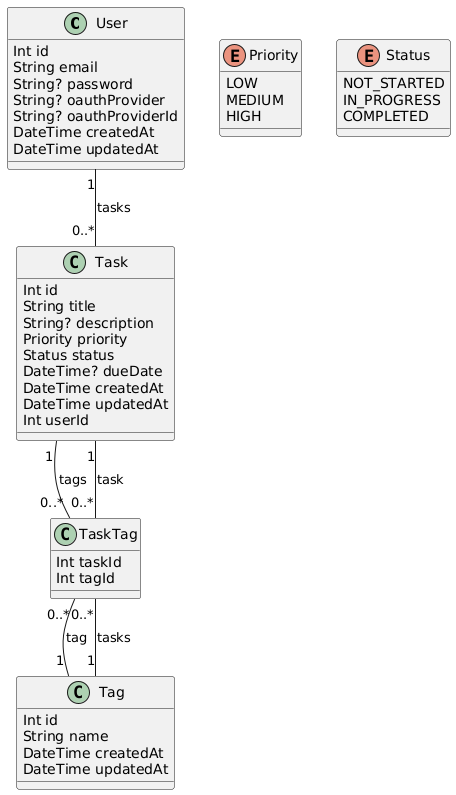 C User
Int id
String email
String? password
String? oauthProvider
String? oauthProviderId
DateTime createdAt
DateTime updatedAt
E Priority
LOW
MEDIUM
HIGH
E Status
NOT_STARTED
IN_PROGRESS
COMPLETED
1
tasks
0..*
C Task
Int id
String title
String? description
Priority priority
Status status
DateTime? dueDate
DateTime createdAt
DateTime updatedAt
Int userId
1 1
tags task
0..* 0..*
C TaskTag
Int taskId
Int tagId
0..* 0..*
tag tasks
1 1
C Tag
Int id
String name
DateTime createdAt
DateTime updatedAt